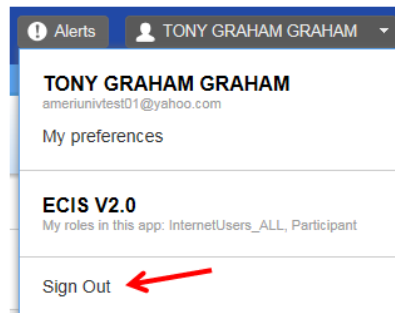 Alerts TONY GRAHAM GRAHAM
TONY GRAHAM GRAHAM
ameriunivtest01@yahoo.com
My preferences
ECIS V2.0
My roles in this app: InternetUsers_ALL, Participant
Sign Out